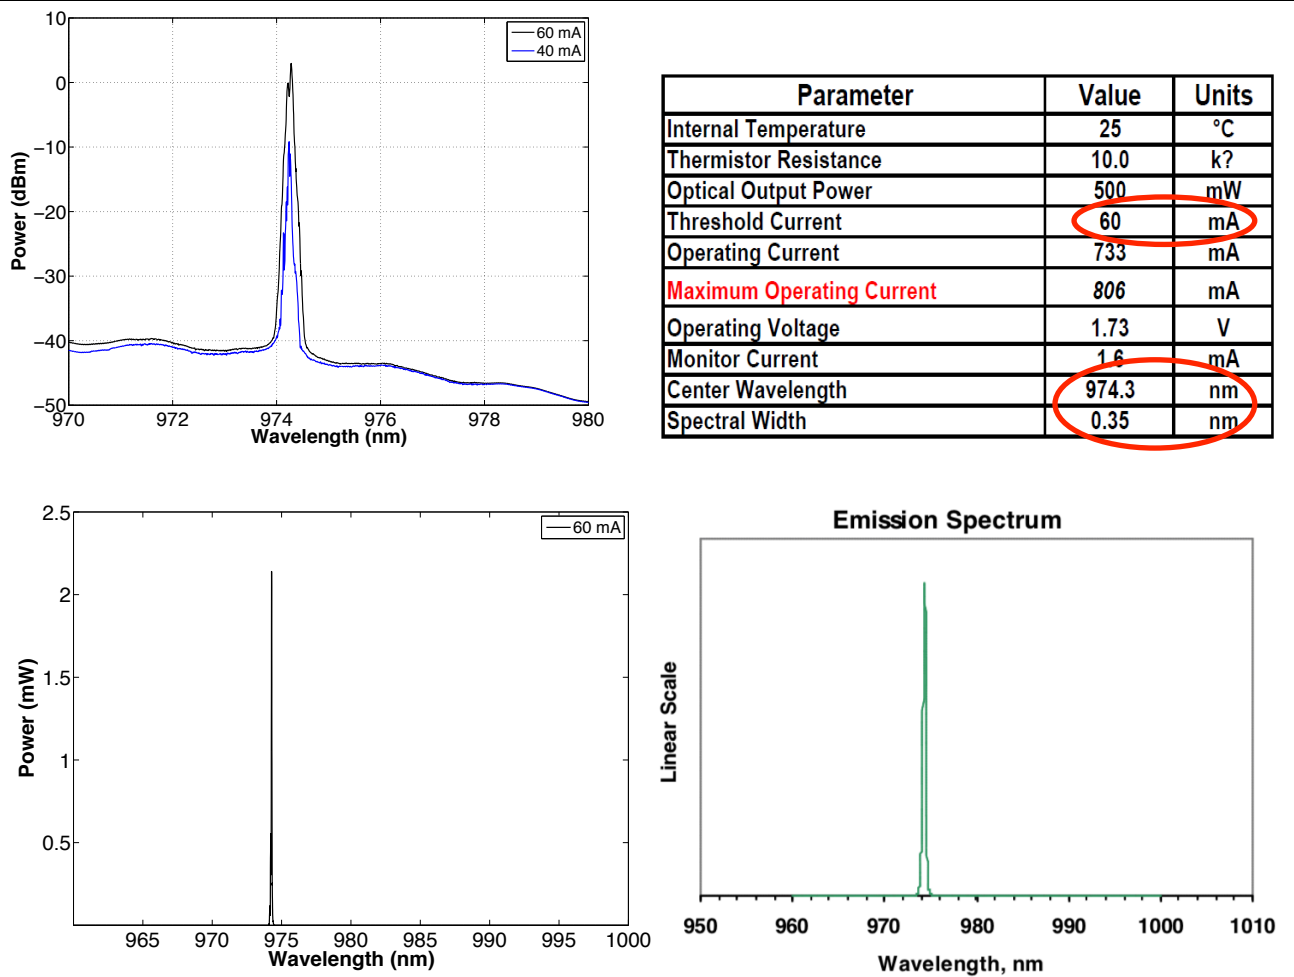 10
0
−10
−20
−30
−40
−50
Power (dBm)
60 mA
40 mA
970 972 974 976 978 980
Wavelength (nm)
Parameter Value Units
Internal Temperature 25 °C
Thermistor Resistance 10.0 k?
Optical Output Power 500 mW
Threshold Current 60 mA
Operating Current 733 mA
Maximum Operating Current 806 mA
Operating Voltage 1.73 V
Monitor Current 1.6 mA
Center Wavelength 974.3 nm
Spectral Width 0.35 nm
2.5
2
1.5
1
0.5
Power (mW)
60 mA
965 970 975 980 985 990 995 1000
Wavelength (nm)
Emission Spectrum
Linear Scale
950 960 970 980 990 1000 1010
Wavelength, nm